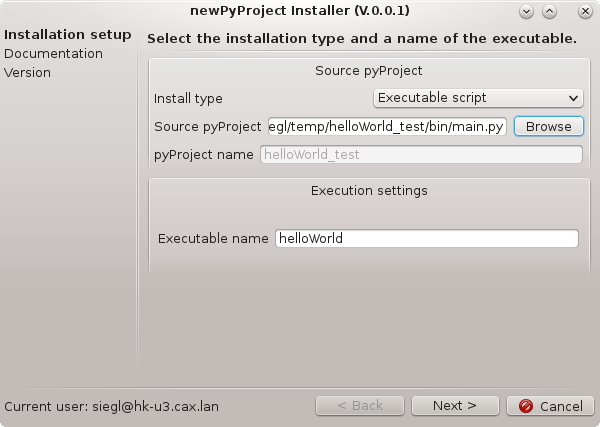 newPyProject Installer (V.0.0.1)
Installation setup
Documentation
Version
Select the installation type and a name of the executable.
Source pyProject
Install type Executable script
Source pyProject egl/temp/helloWorld_test/bin/main.py Browse
pyProject name helloWorld_test
Execution settings
Executable name helloWorld
Current user: siegl@hk-u3.cax.lan < Back Next > Cancel